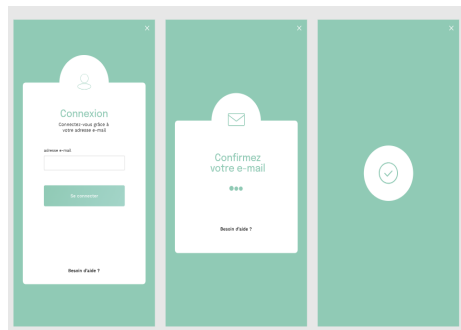 Connexion
Connectez-vous grâce à
votre adresse e-mail
adresse e-mail
Se connecter
Besoin d'aide ?
Confirmez
votre e-mail
Besoin d'aide ?